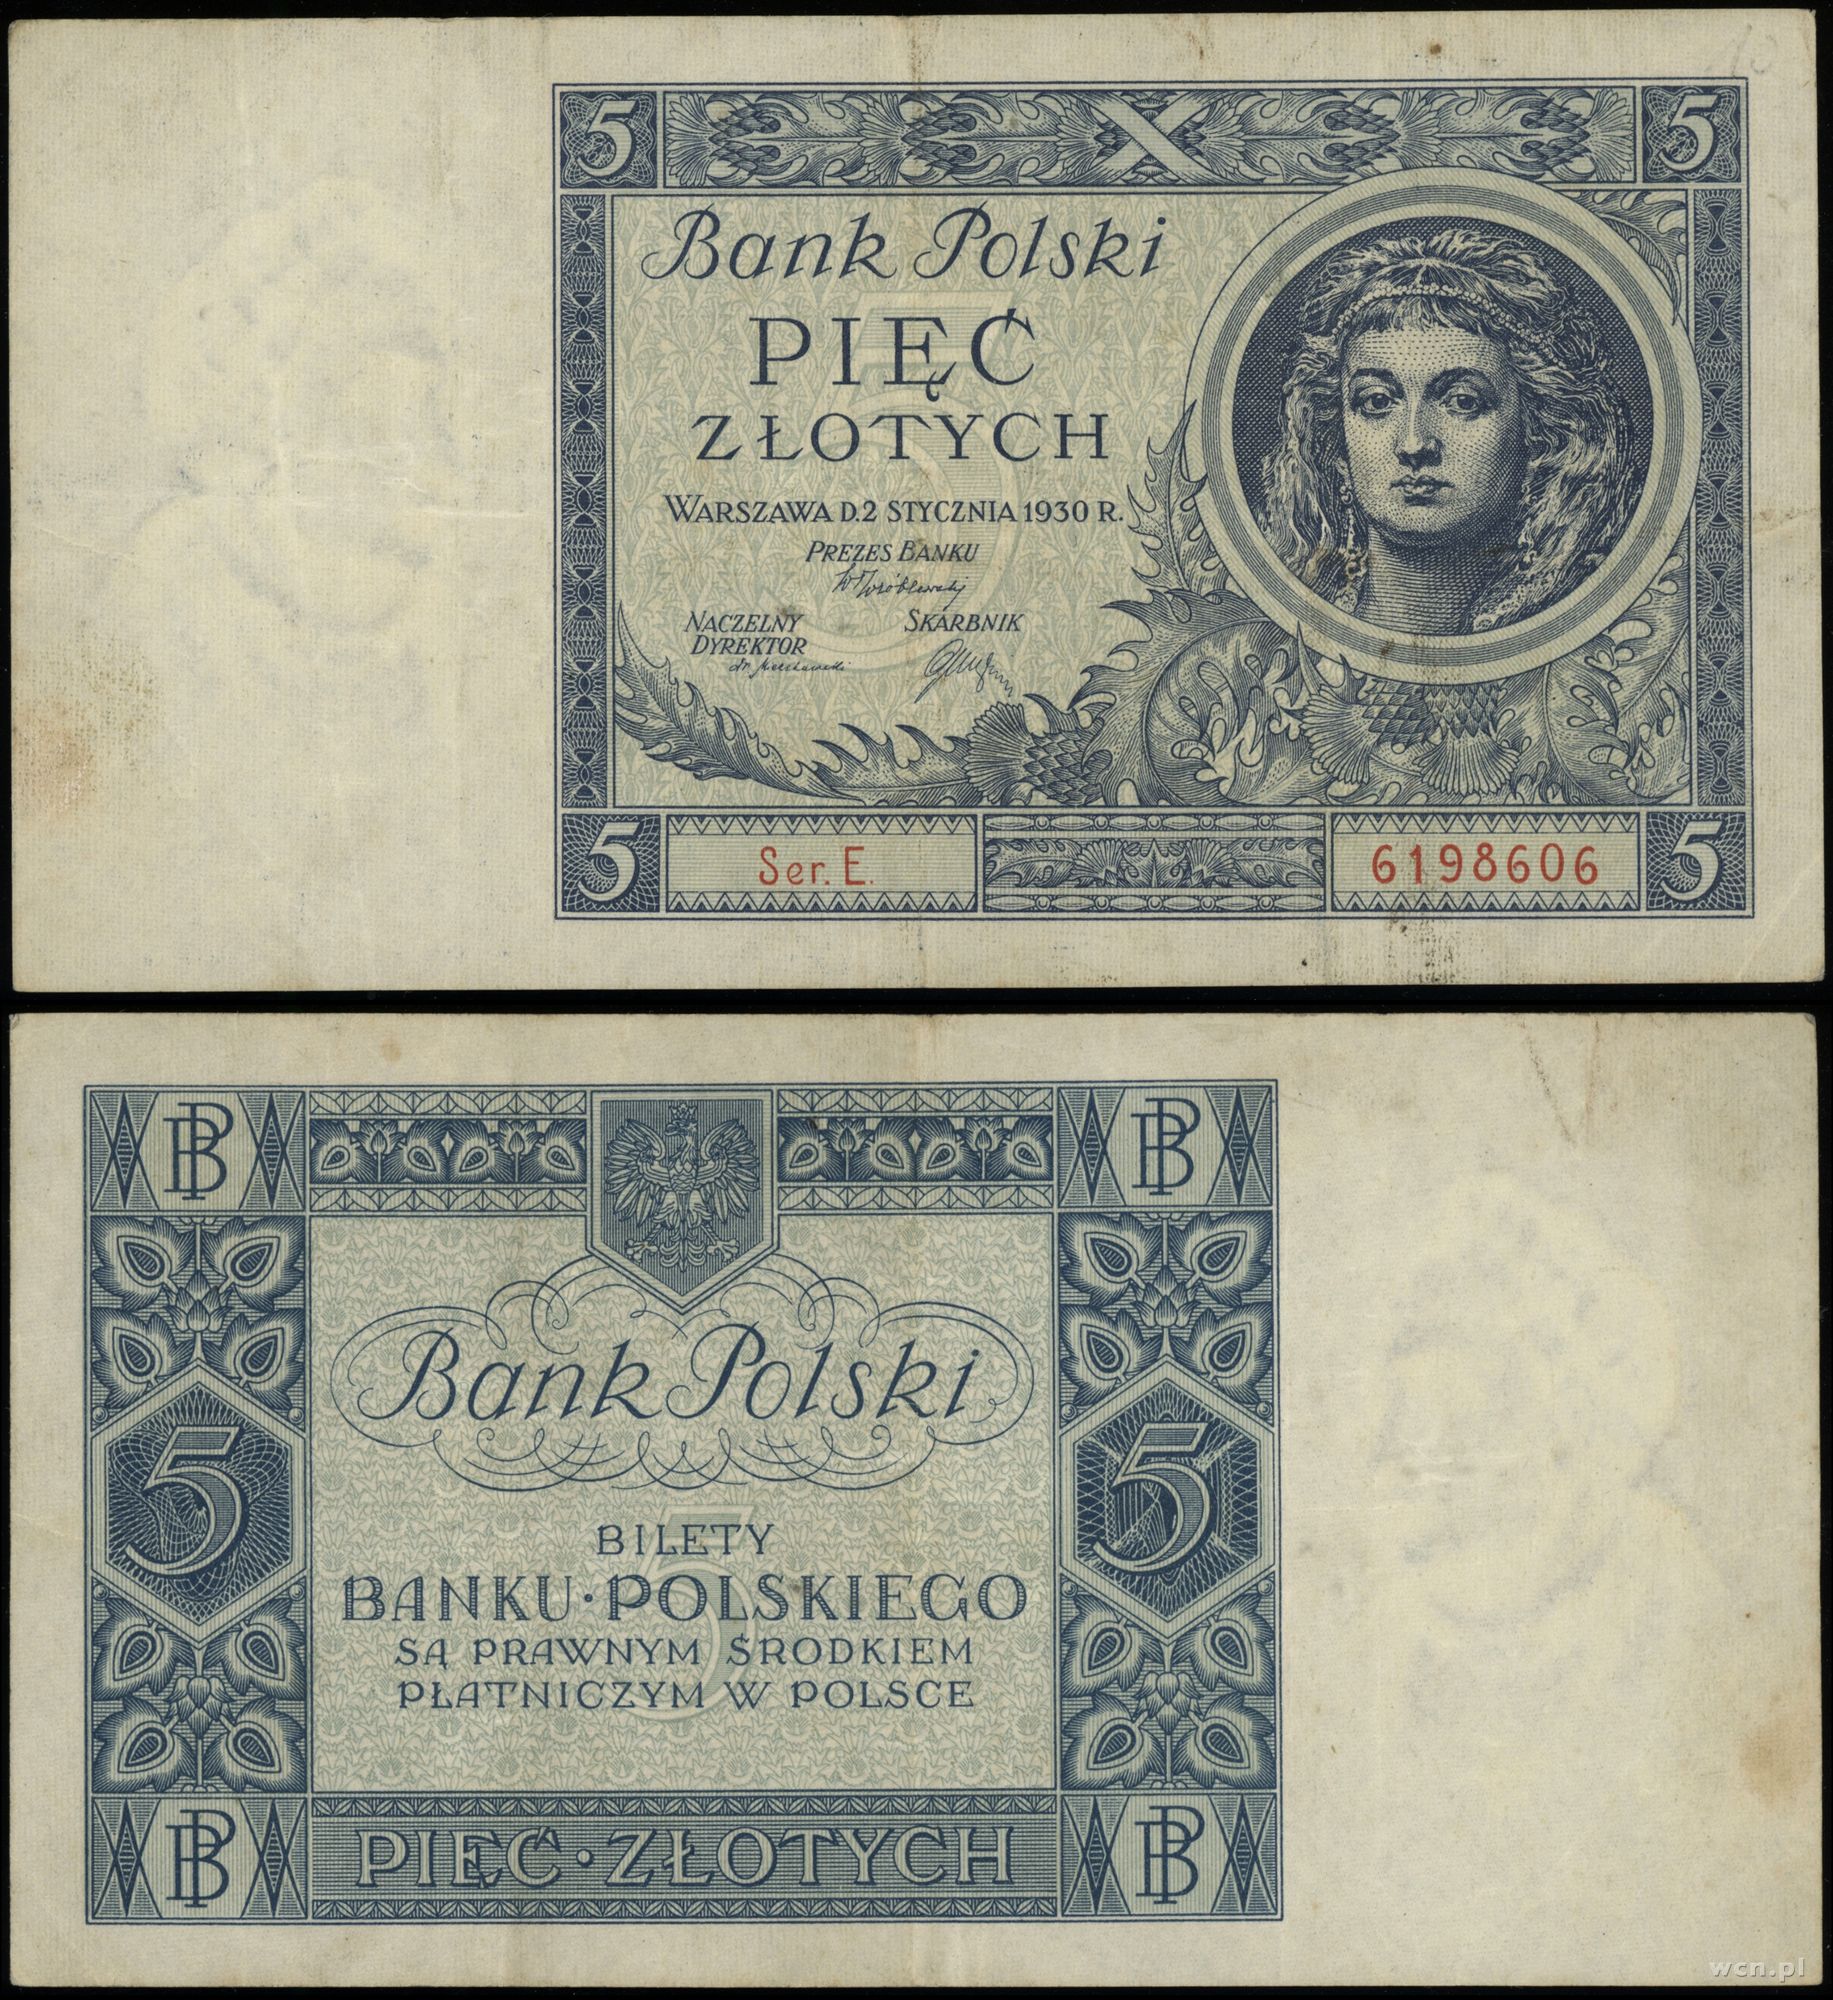 5 5
Bank Polski
PIĘĆ
ZŁOTYCH
WARSZAWA D. 2 STYCZNIA 1930 R.
PREZES BANKU
NACZELNY SKARBNIK
DYREKTOR
5 Ser. E. 6198606 5
BP BP
Bank Polski
5 5
BILETY
BANKU · POLSKIEGO
SĄ PRAWNYM ŚRODKIEM
PŁATNICZYM W POLSCE
BP PIĘĆ · ZŁOTYCH BP
wcn.pl